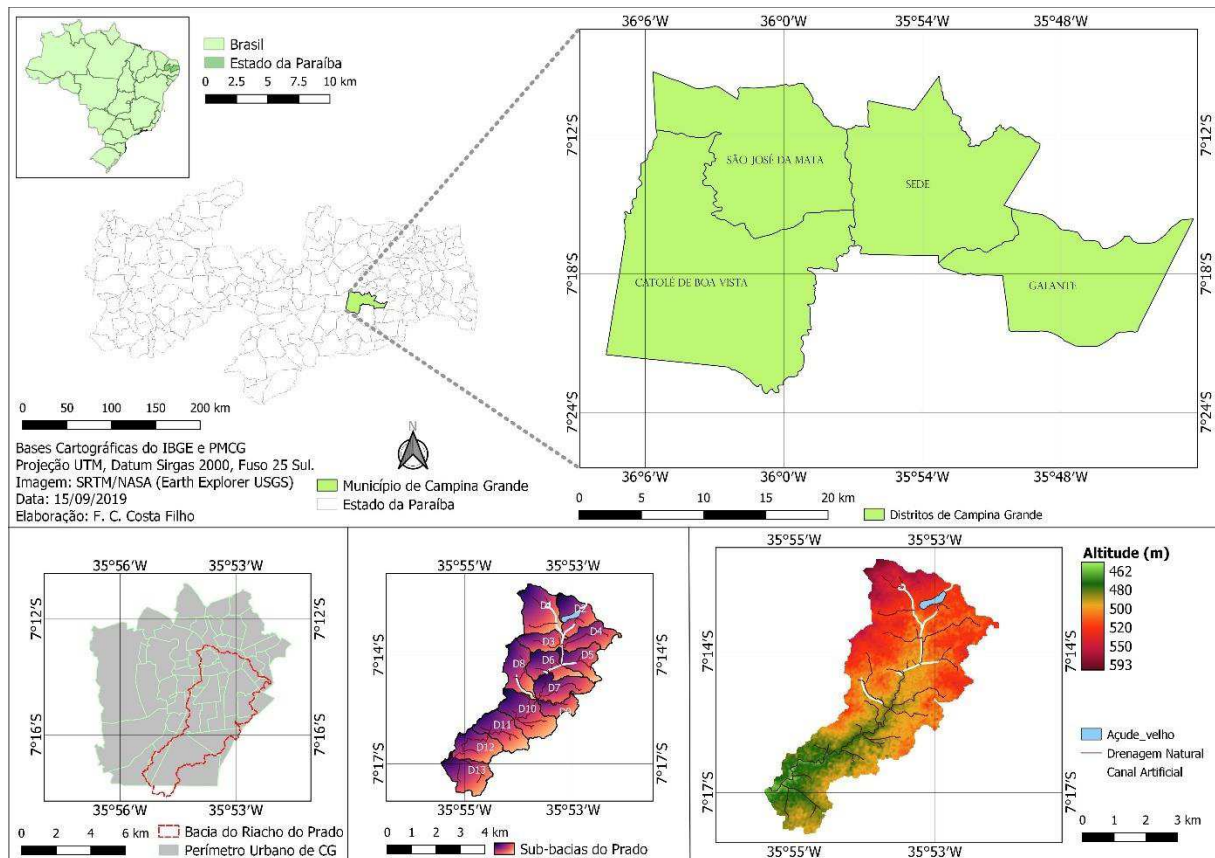 Brasil
Estado da Paraíba
0 2.5 5 7.5 10 km
36°6'W 36°0'W 35°54'W 35°48'W
7°12'S
7°18'S
7°24'S
7°12'S
7°18'S
7°24'S
SÃO JOSÉ DA MATA
SEDE
CATOLÉ DE BOA VISTA
GALANTE
36°6'W 36°0'W 35°54'W 35°48'W
0 5 10 15 20 km
Distritos de Campina Grande
0 50 100 150 200 km
Bases Cartográficas do IBGE e PMCG
Projeção UTM, Datum Sirgas 2000, Fuso 25 Sul.
Imagem: SRTM/NASA (Earth Explorer USGS)
Data: 15/09/2019
Elaboração: F. C. Costa Filho
N
Município de Campina Grande
Estado da Paraíba
35°56'W 35°53'W
7°12'S
7°16'S
7°12'S
7°16'S
35°56'W 35°53'W
0 2 4 6 km
Bacia do Riacho do Prado
Perímetro Urbano de CG
35°55'W 35°53'W
7°14'S
7°17'S
7°14'S
7°17'S
D1
D2
D3
D4
D5
D6
D7
D8
D9
D10
D11
D12
D13
35°55'W 35°53'W
0 1 2 3 4 km
Sub-bacias do Prado
35°55'W 35°53'W
7°14'S
7°17'S
7°14'S
7°17'S
35°55'W 35°53'W
Altitude (m)
462
480
500
520
550
593
Açude_velho
Drenagem Natural
Canal Artificial
0 1 2 3 km